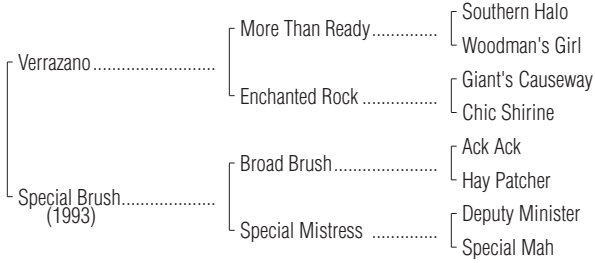 Southern Halo
More Than Ready..............
Woodman's Girl
Verrazano..........................
Giant's Causeway
Enchanted Rock ................
Chic Shirine
Ack Ack
Broad Brush......................
Hay Patcher
Special Brush....................
(1993)
Deputy Minister
Special Mistress ..............
Special Mah